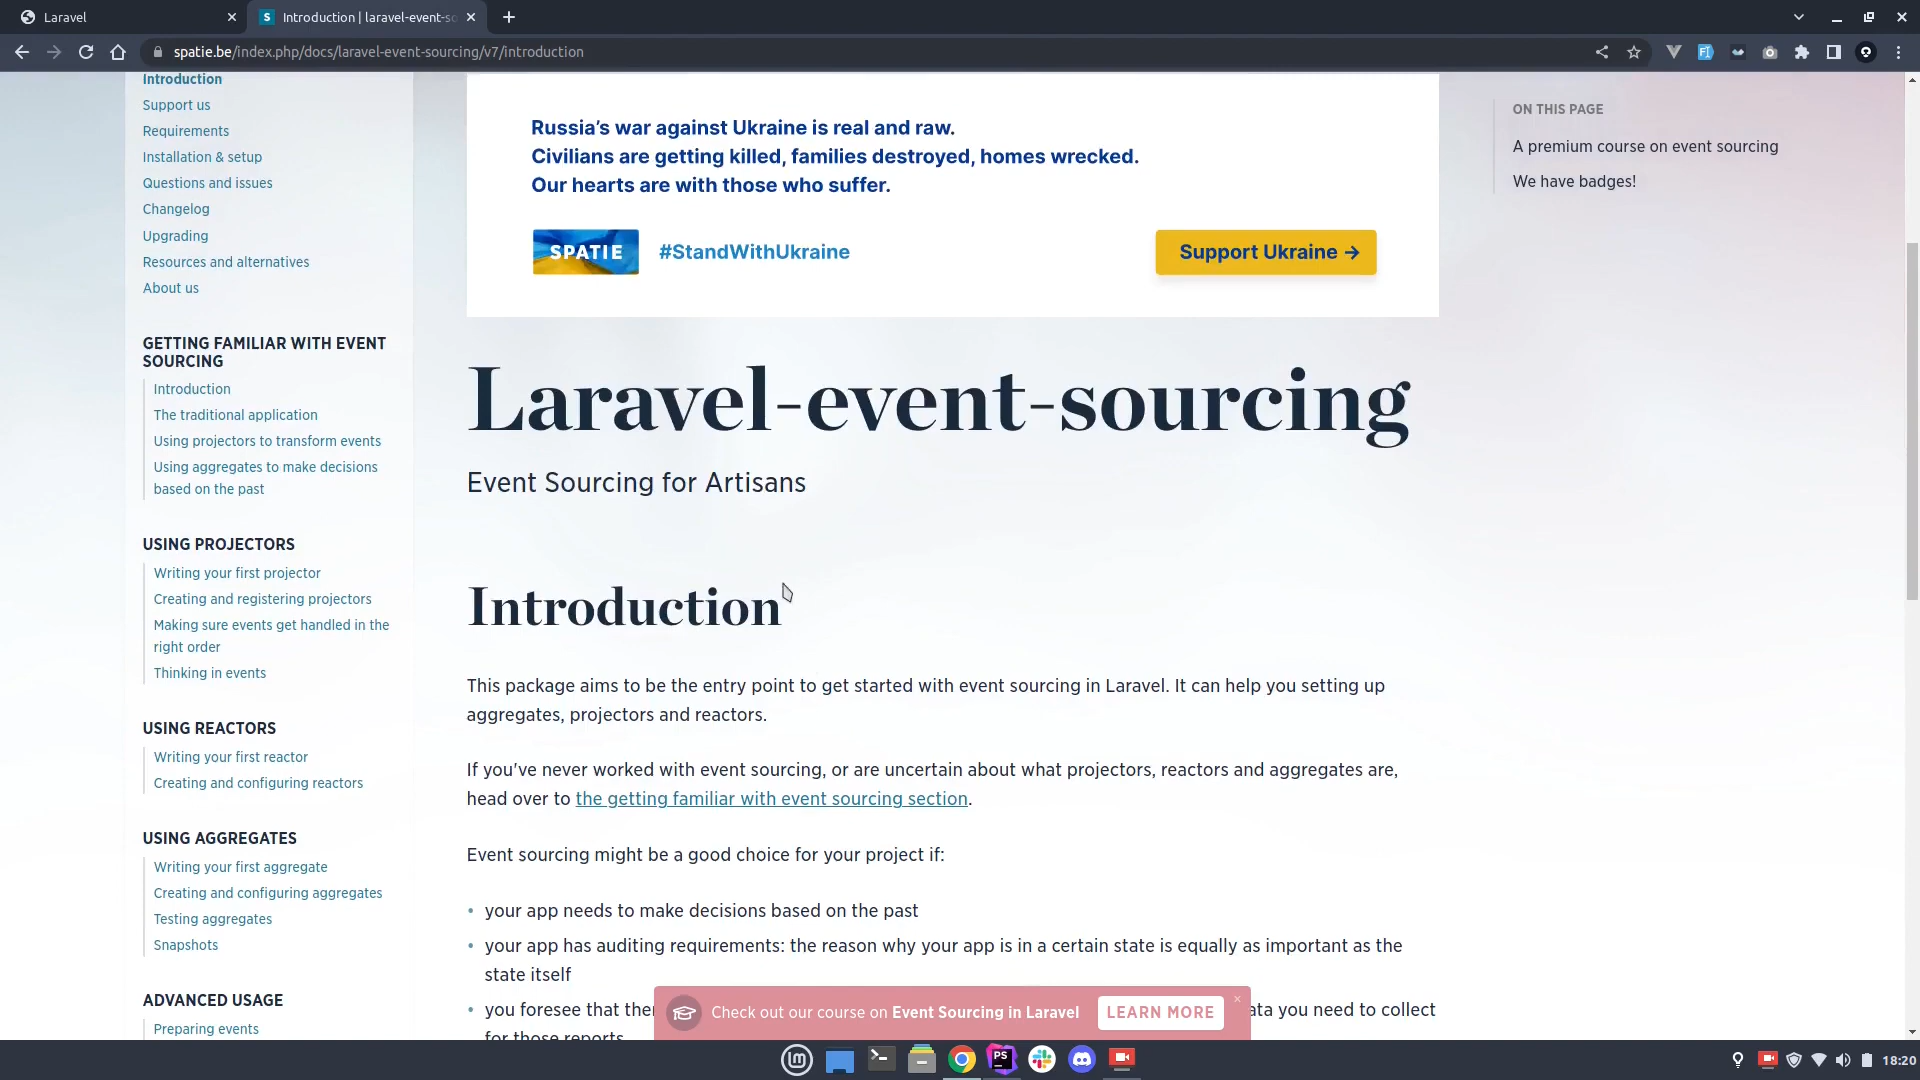 Laravel
Introduction | laravel-event-so
spatie.be/index.php/docs/laravel-event-sourcing/v7/introduction
Introduction
Support us
Requirements
Installation & setup
Questions and issues
Changelog
Upgrading
Resources and alternatives
About us
GETTING FAMILIAR WITH EVENT
SOURCING
Introduction
The traditional application
Using projectors to transform events
Using aggregates to make decisions
based on the past
USING PROJECTORS
Writing your first projector
Creating and registering projectors
Making sure events get handled in the
right order
Thinking in events
USING REACTORS
Writing your first reactor
Creating and configuring reactors
USING AGGREGATES
Writing your first aggregate
Creating and configuring aggregates
Testing aggregates
Snapshots
ADVANCED USAGE
Preparing events
Russia's war against Ukraine is real and raw.
Civilians are getting killed, families destroyed, homes wrecked.
Our hearts are with those who suffer.
SPATIE
#StandWithUkraine
Support Ukraine →
Laravel-event-sourcing
Event Sourcing for Artisans
Introduction
This package aims to be the entry point to get started with event sourcing in Laravel. It can help you setting up
aggregates, projectors and reactors.
If you've never worked with event sourcing, or are uncertain about what projectors, reactors and aggregates are,
head over to the getting familiar with event sourcing section.
Event sourcing might be a good choice for your project if:
• your app needs to make decisions based on the past
• your app has auditing requirements: the reason why your app is in a certain state is equally as important as the
state itself
• you foresee that ata you need to collect
for those reports
Check out our course on Event Sourcing in Laravel
LEARN MORE
ON THIS PAGE
A premium course on event sourcing
We have badges!
PS
18:20